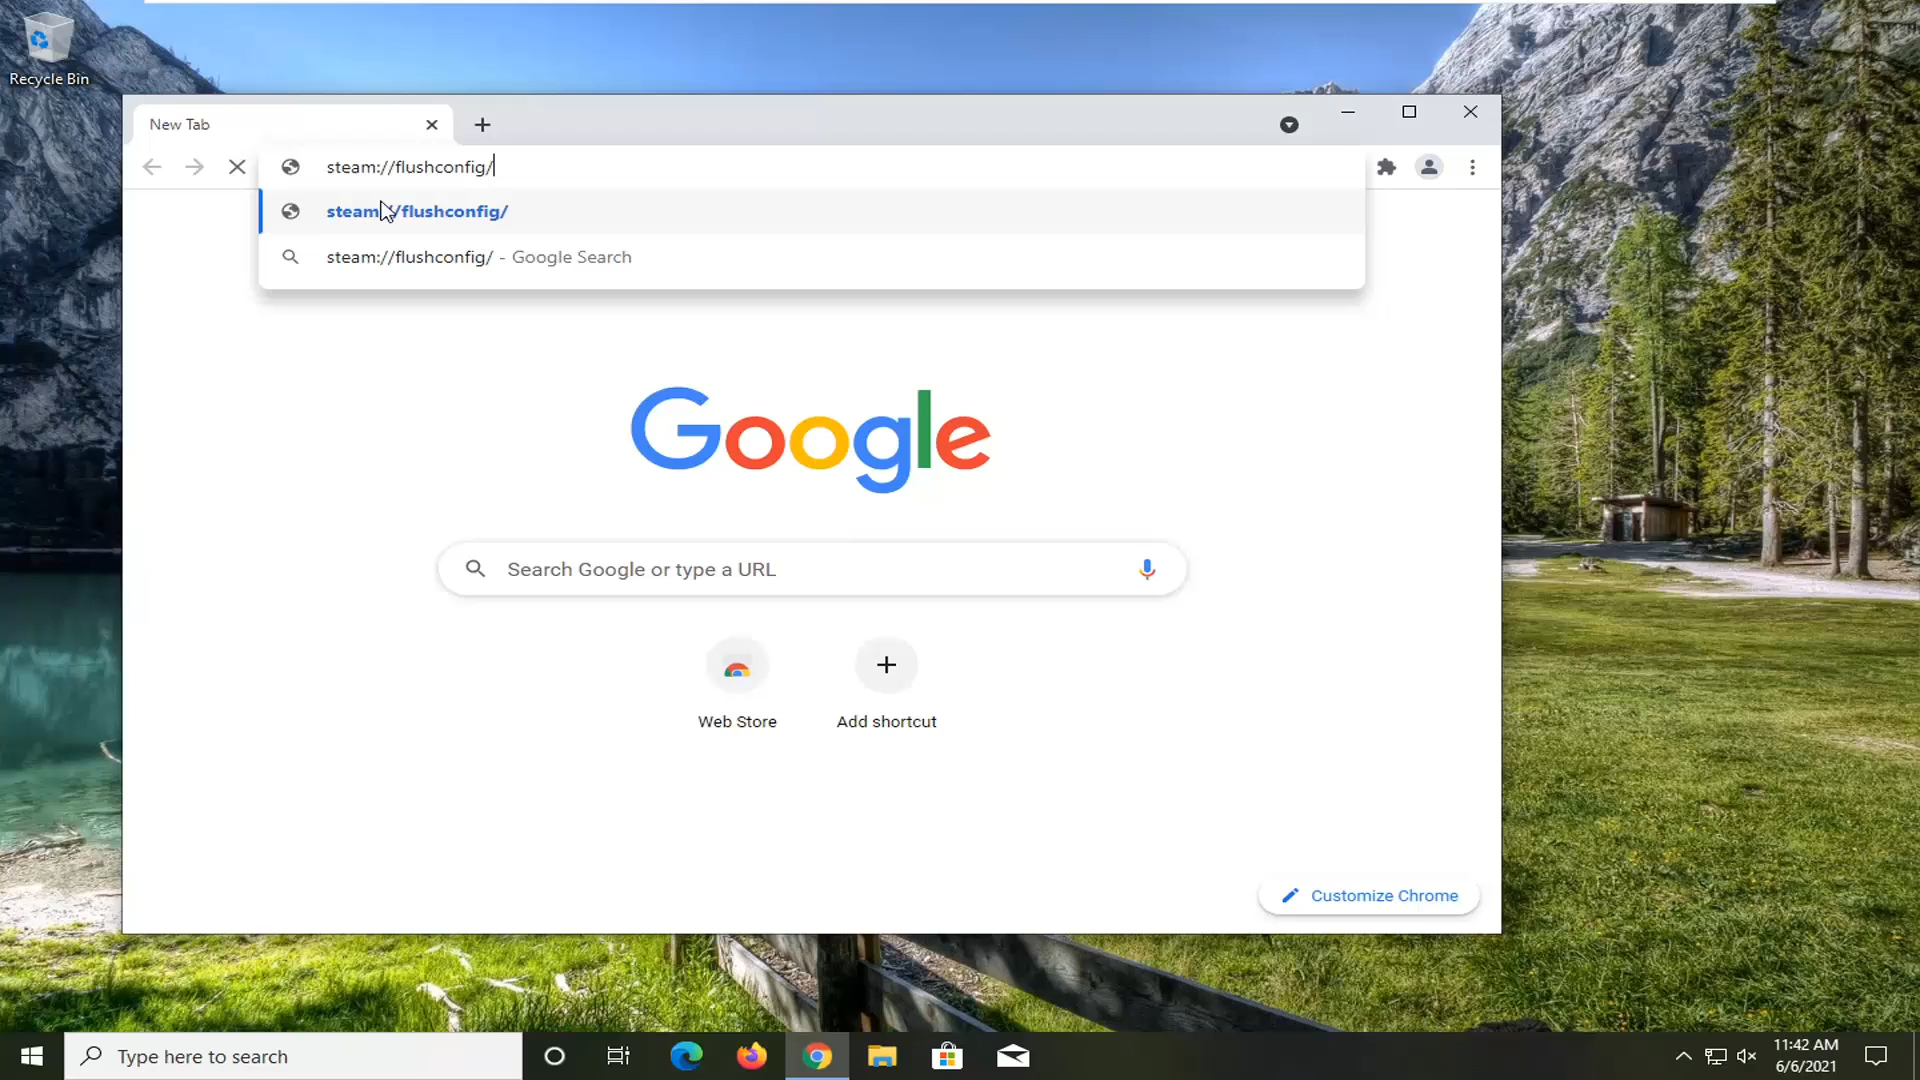 Recycle Bin
New Tab
steam://flushconfig/
steam://flushconfig/
steam://flushconfig/ - Google Search
Google
Search Google or type a URL
Web Store
Add shortcut
Customize Chrome
Type here to search
11:42 AM
6/6/2021